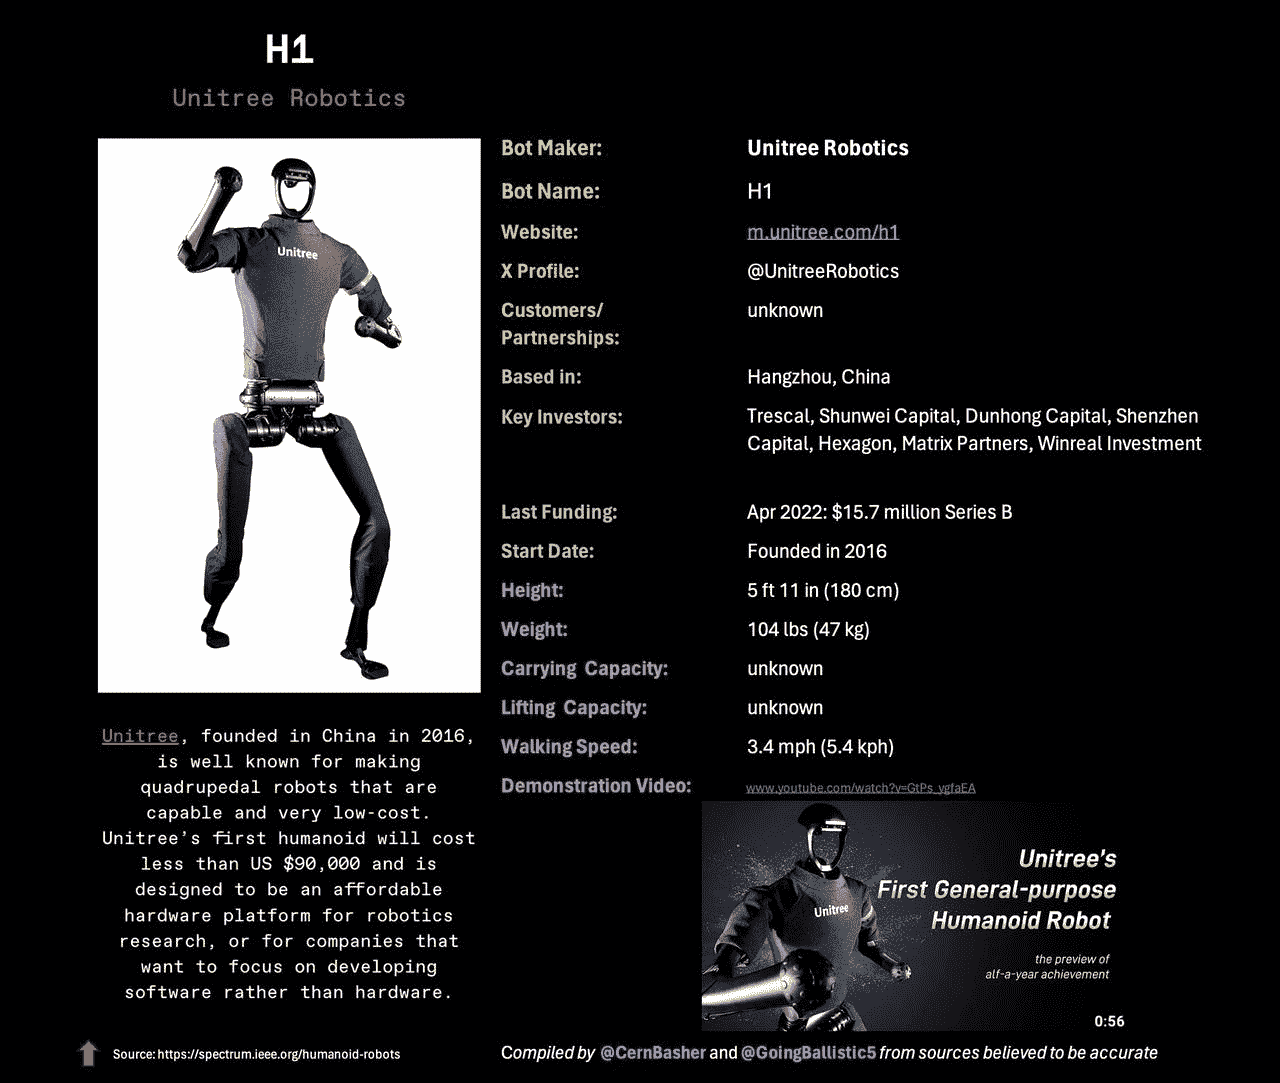 H1
Unitree Robotics
Unitree
Bot Maker: Unitree Robotics
Bot Name: H1
Website: m.unitree.com/h1
X Profile: @UnitreeRobotics
Customers/ unknown
Partnerships:
Based in: Hangzhou, China
Key Investors: Trescal, Shunwei Capital, Dunhong Capital, Shenzhen
Capital, Hexagon, Matrix Partners, Winreal Investment
Last Funding: Apr 2022: $15.7 million Series B
Start Date: Founded in 2016
Height: 5 ft 11 in (180 cm)
Weight: 104 lbs (47 kg)
Carrying Capacity: unknown
Lifting Capacity: unknown
Walking Speed: 3.4 mph (5.4 kph)
Demonstration Video: www.youtube.com/watch?v=GtPs_ygfaEA
Unitree, founded in China in 2016,
is well known for making
quadrupedal robots that are
capable and very low-cost.
Unitree's first humanoid will cost
less than US $90,000 and is
designed to be an affordable
hardware platform for robotics
research, or for companies that
want to focus on developing
software rather than hardware.
Unitree
Unitree's
First General-purpose
Humanoid Robot
the preview of
alf-a-year achievement
0:56
Source: https://spectrum.ieee.org/humanoid-robots
Compiled by @CernBasher and @GoingBallistic5 from sources believed to be accurate